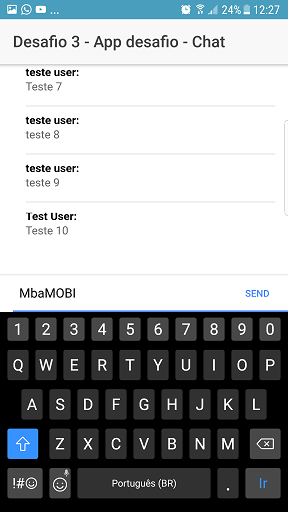 ... 24% 12:27
Desafio 3 - App desafio - Chat
teste user:
Teste 7
teste user:
teste 8
teste user:
teste 9
Test User:
Teste 10
MbaMOBI SEND
1 2 3 4 5 6 7 8 9 0
Q W E R T Y U I O P
A S D F G H J K L
Z X C V B N M
!#☺ Português (BR) . Ir